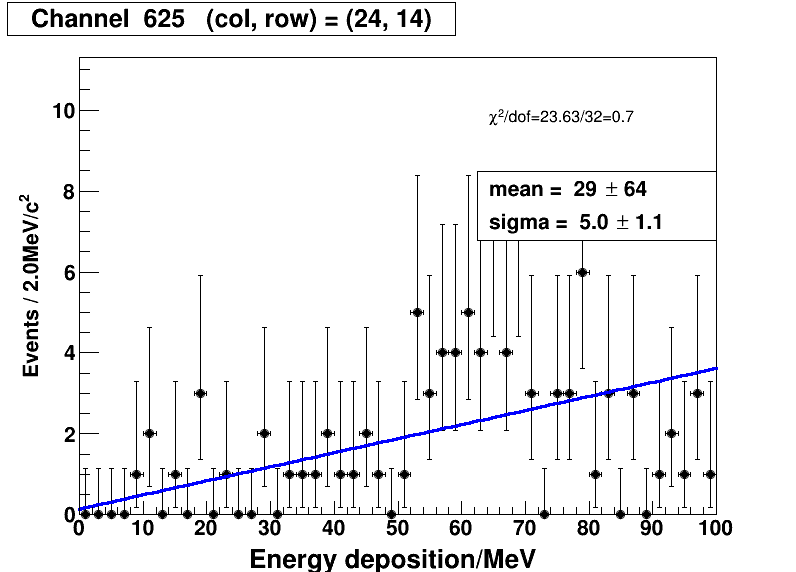 Channel 625 (col, row) = (24, 14)
χ²/dof=23.63/32=0.7
mean = 29 ± 64
sigma = 5.0 ± 1.1
Events / 2.0MeV/c²
10
8
6
4
2
0
0 10 20 30 40 50 60 70 80 90 100
Energy deposition/MeV